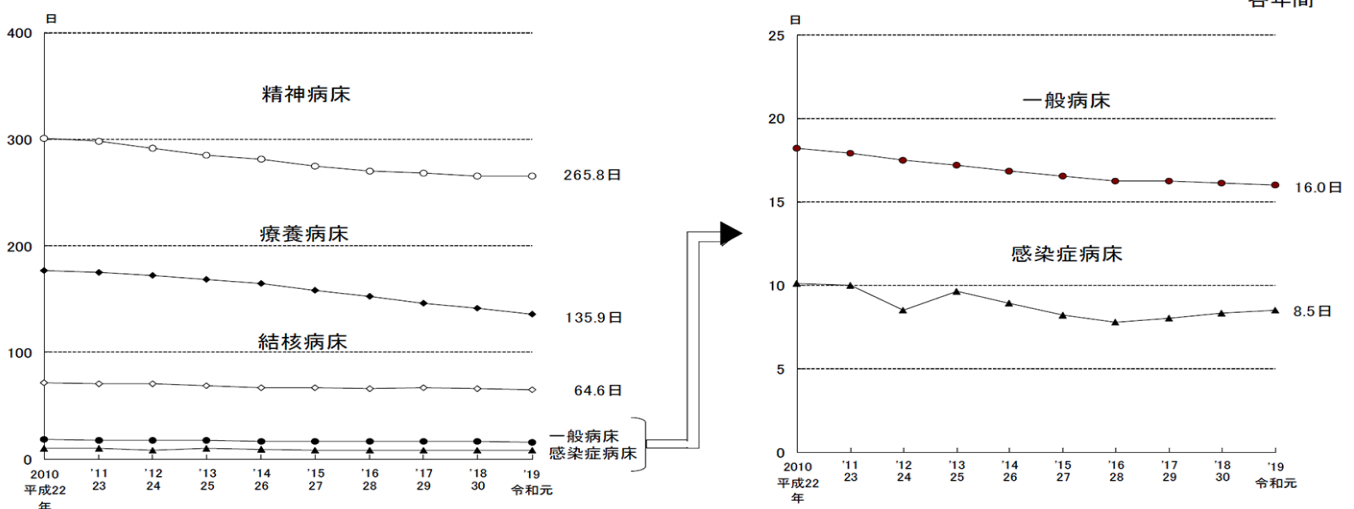 日
400
300
200
100
0
精神病床
265.8日
療養病床
135.9日
結核病床
64.6日
一般病床
感染症病床
2010 '11 '12 '13 '14 '15 '16 '17 '18 '19
平成22 23 24 25 26 27 28 29 30 令和元
年
各年間
日
25
20
15
10
5
0
一般病床
16.0日
感染症病床
8.5日
2010 '11 '12 '13 '14 '15 '16 '17 '18 '19
平成22 23 24 25 26 27 28 29 30 令和元
年